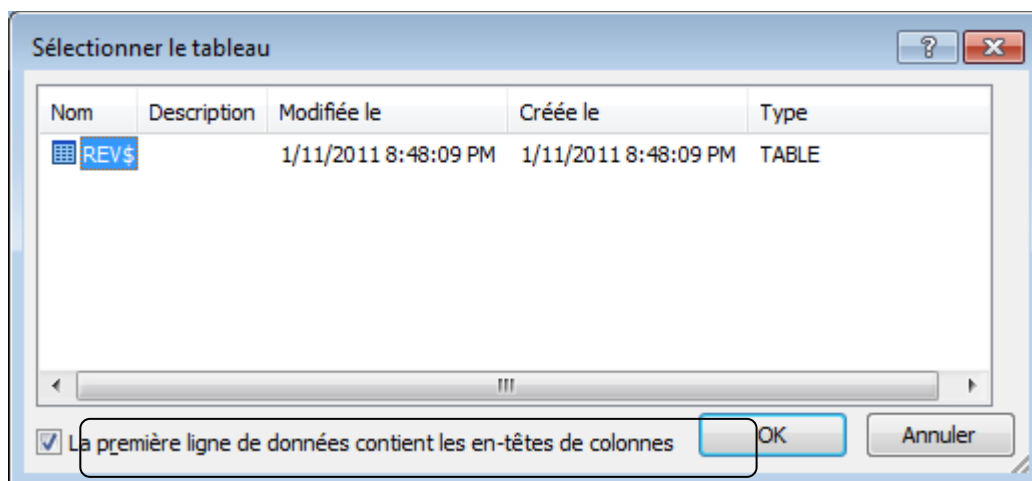 Sélectionner le tableau
Nom Description Modifiée le Créée le Type
REV$ 1/11/2011 8:48:09 PM 1/11/2011 8:48:09 PM TABLE
La première ligne de données contient les en-têtes de colonnes OK Annuler